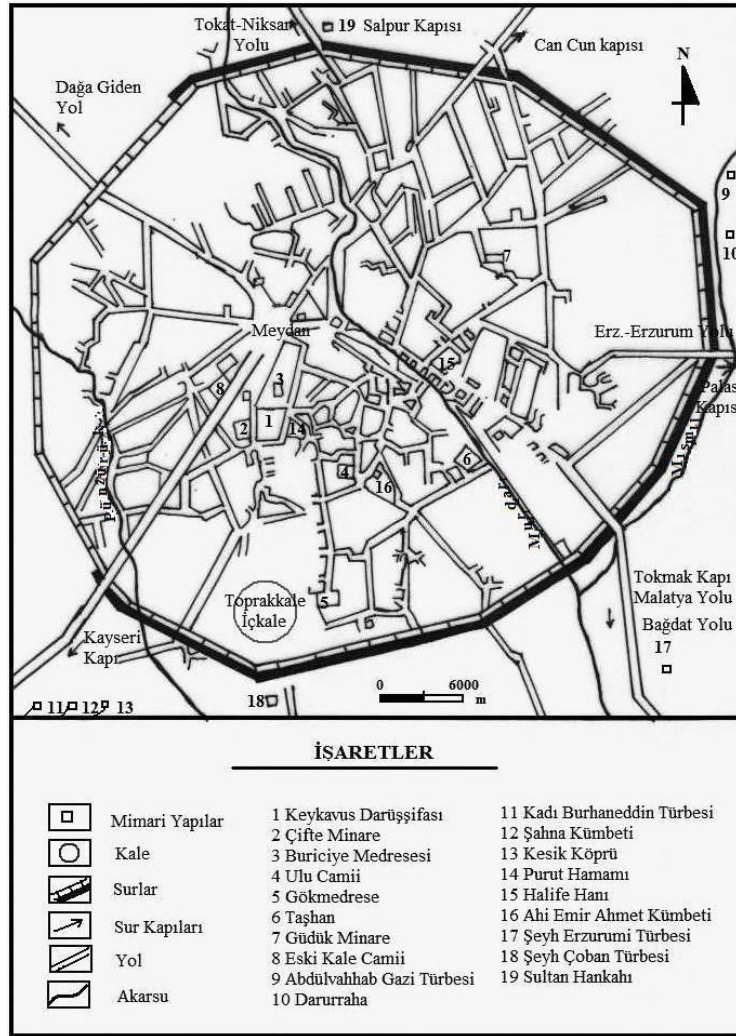 Tokat-Niksar
Yolu
19 Salpur Kapısı
Can Cun kapısı
N
Dağa Giden
Yol
9
10
7
Meydan
Erz.-Erzurum Yolu
15
Palas
Kapıs
8
3
1
2
14
4
16
6
Pünzürük
Murdar
Mısmıl
Toprakkale
İçkale
5
Tokmak Kapı
Malatya Yolu
Bağdat Yolu
17
Kayseri
Kapı
18
0 6000
m
11 12 13
İŞARETLER
Mimari Yapılar
Kale
Surlar
Sur Kapıları
Yol
Akarsu
1 Keykavus Darüşşifası
2 Çifte Minare
3 Buriciye Medresesi
4 Ulu Camii
5 Gökmedrese
6 Taşhan
7 Güdük Minare
8 Eski Kale Camii
9 Abdülvahhab Gazi Türbesi
10 Darurraha
11 Kadı Burhaneddin Türbesi
12 Şahna Kümbeti
13 Kesik Köprü
14 Purut Hamamı
15 Halife Hanı
16 Ahi Emir Ahmet Kümbeti
17 Şeyh Erzurumi Türbesi
18 Şeyh Çoban Türbesi
19 Sultan Hankahı